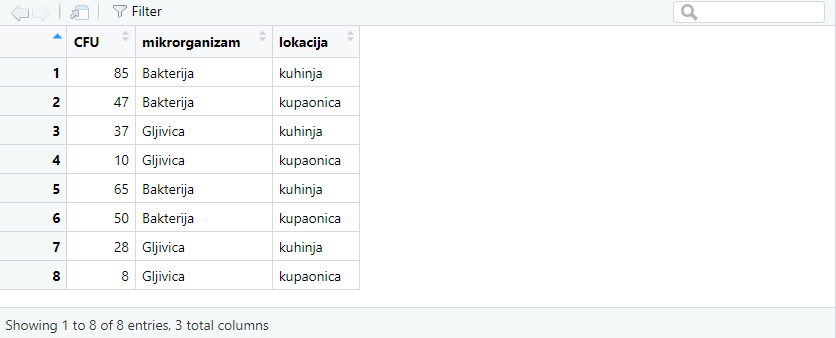 Filter
CFU mikrorganizam lokacija
1 85 Bakterija kuhinja
2 47 Bakterija kupaonica
3 37 Gljivica kuhinja
4 10 Gljivica kupaonica
5 65 Bakterija kuhinja
6 50 Bakterija kupaonica
7 28 Gljivica kuhinja
8 8 Gljivica kupaonica
Showing 1 to 8 of 8 entries, 3 total columns